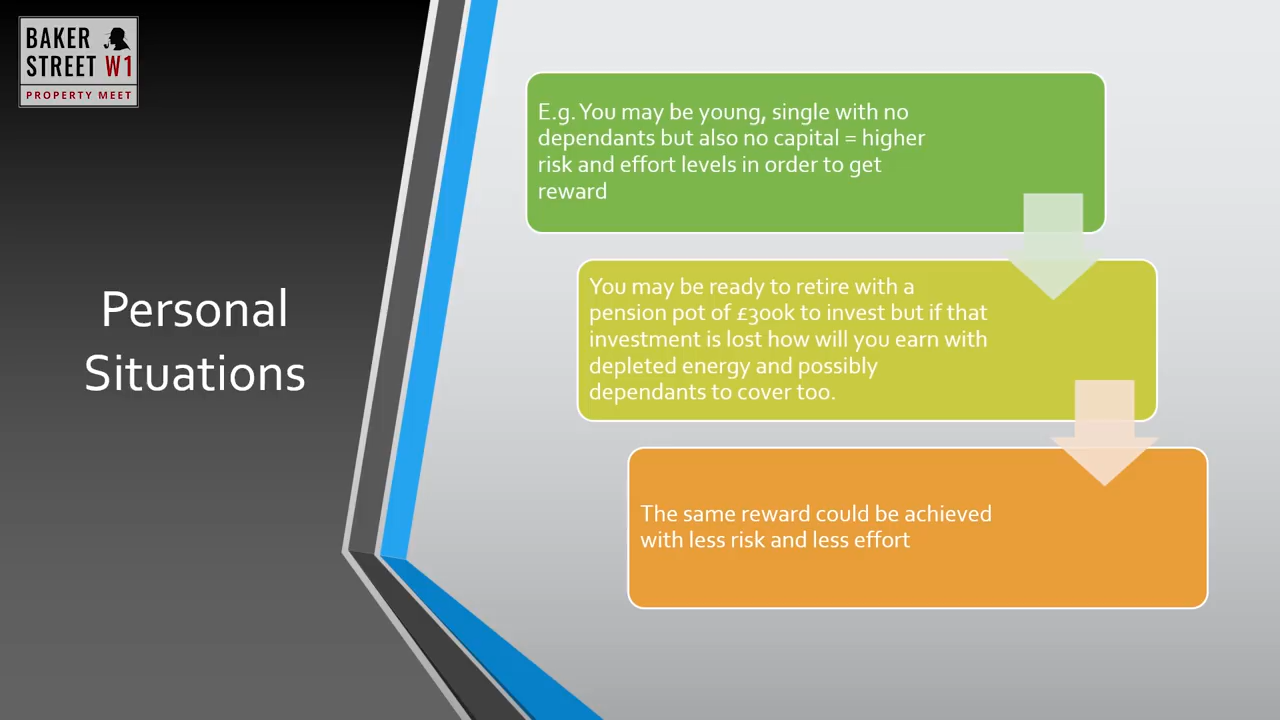 BAKER
STREET W1
PROPERTY MEET
Personal
Situations
E.g. You may be young, single with no
dependants but also no capital = higher
risk and effort levels in order to get
reward
You may be ready to retire with a
pension pot of £300k to invest but if that
investment is lost how will you earn with
depleted energy and possibly
dependants to cover too.
The same reward could be achieved
with less risk and less effort